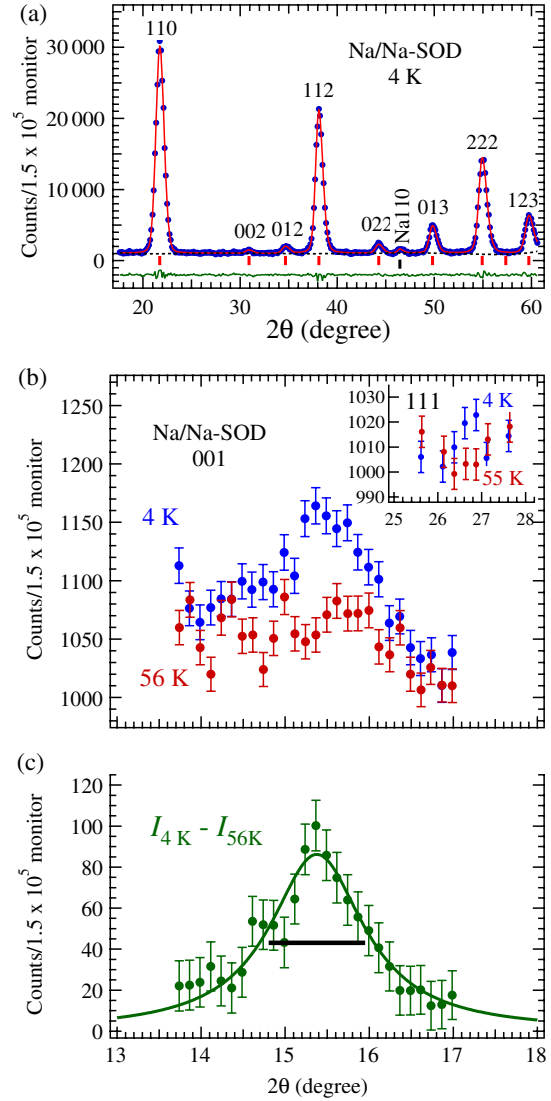 (a)
110
Na/Na-SOD
4 K
112
222
002
012
022
Na110
013
123
30 000
20 000
10 000
0
Counts/1.5 x 10^5 monitor
20 30 40 50 60
2θ (degree)
(b)
Na/Na-SOD
001
4 K
56 K
1250
1200
1150
1100
1050
1000
Counts/1.5 x 10^5 monitor
111
4 K
55 K
1030
1020
1010
1000
990
24 25 26 27 28
(c)
I4 K - I56K
120
100
80
60
40
20
0
Counts/1.5 x 10^5 monitor
13 14 15 16 17 18
2θ (degree)